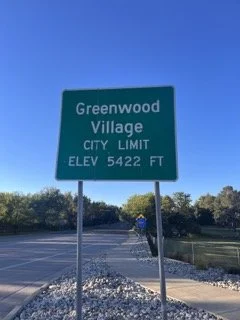 Greenwood
Village
CITY LIMIT
ELEV 5422 FT